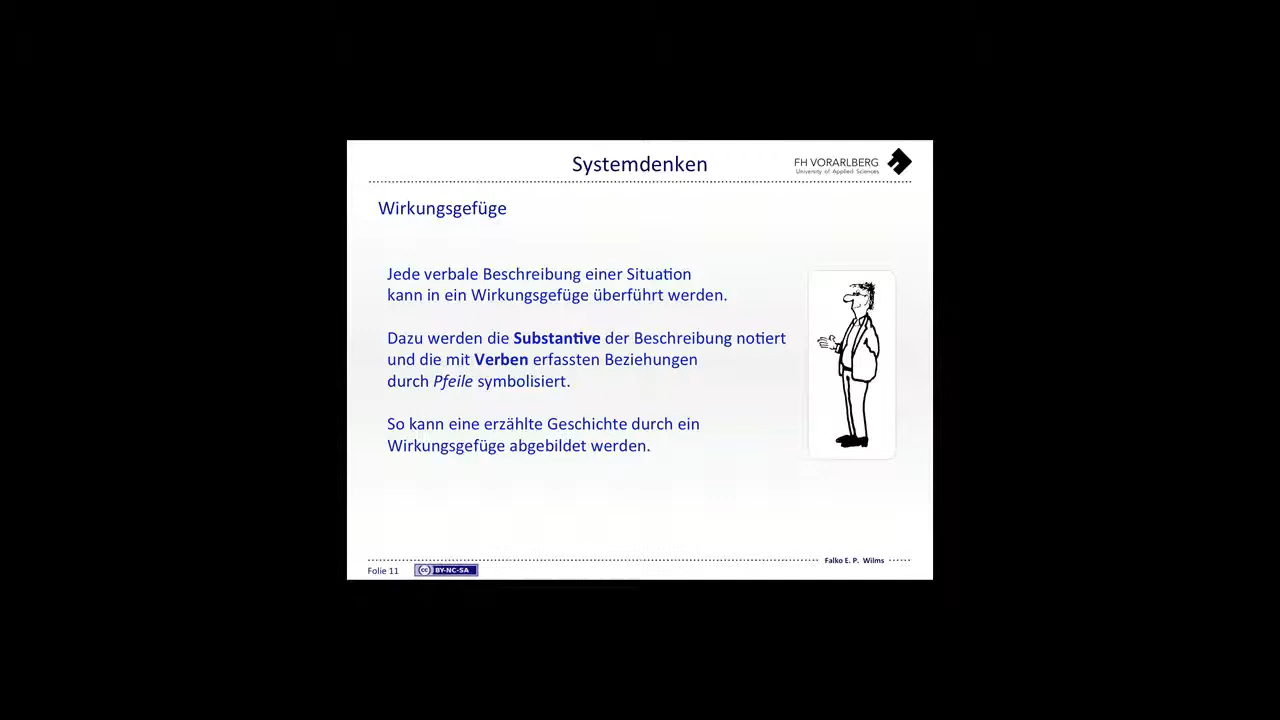 Systemdenken
FH VORARLBERG
University of Applied Sciences
Wirkungsgefüge
Jede verbale Beschreibung einer Situation
kann in ein Wirkungsgefüge überführt werden.
Dazu werden die Substantive der Beschreibung notiert
und die mit Verben erfassten Beziehungen
durch Pfeile symbolisiert.
So kann eine erzählte Geschichte durch ein
Wirkungsgefüge abgebildet werden.
Falko E. P. Wilms
Folie 11
cc BY-NC-SA